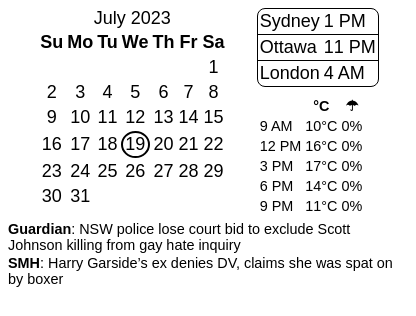 July 2023
Su Mo Tu We Th Fr Sa
1
2 3 4 5 6 7 8
9 10 11 12 13 14 15
16 17 18 19 20 21 22
23 24 25 26 27 28 29
30 31
Sydney 1 PM
Ottawa 11 PM
London 4 AM
°C ☂
9 AM 10°C 0%
12 PM 16°C 0%
3 PM 17°C 0%
6 PM 14°C 0%
9 PM 11°C 0%
Guardian: NSW police lose court bid to exclude Scott
Johnson killing from gay hate inquiry
SMH: Harry Garside’s ex denies DV, claims she was spat on
by boxer